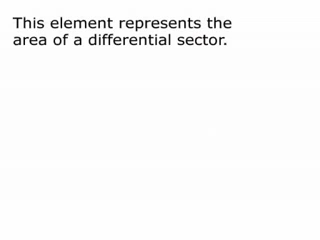 This element represents the
area of a differential sector.